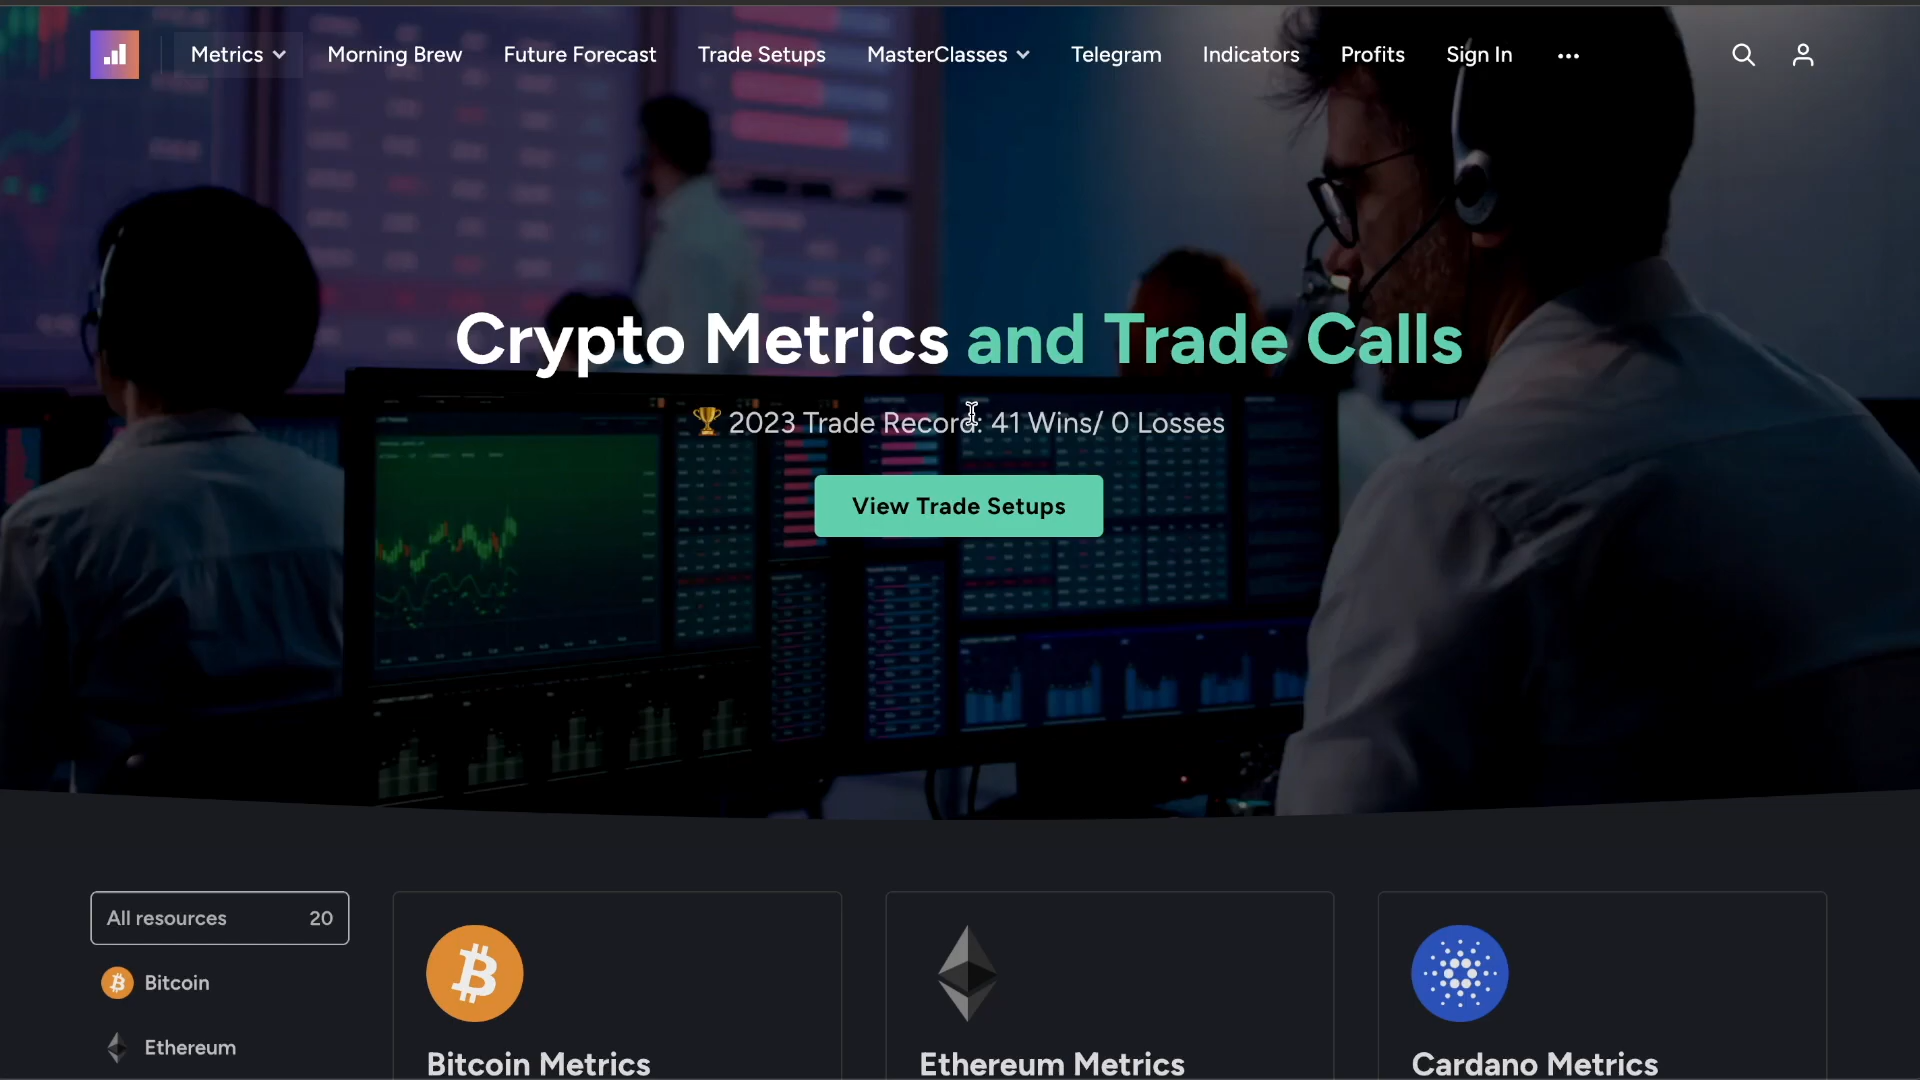 Metrics
Morning Brew
Future Forecast
Trade Setups
MasterClasses
Telegram
Indicators
Profits
Sign In
Crypto Metrics and Trade Calls
🏆 2023 Trade Record: 41 Wins/ 0 Losses
View Trade Setups
All resources 20
Bitcoin
Ethereum
Bitcoin Metrics
Ethereum Metrics
Cardano Metrics